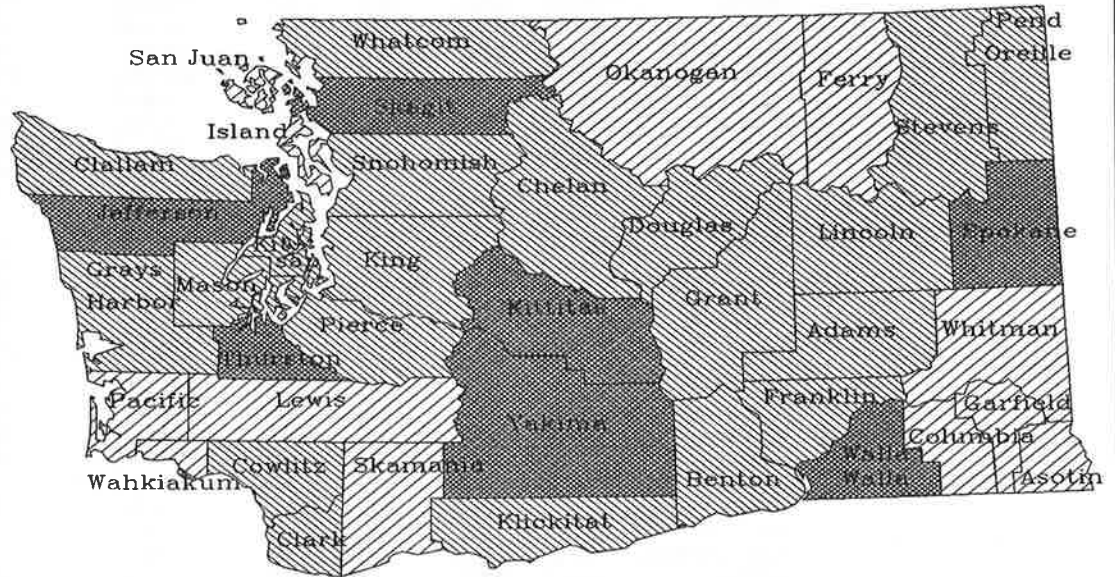 Whatcom
Pend
Oreille
San Juan
Okanogan
Ferry
Skagit
Island
Stevens
Snohomish
Clallam
Chelan
Jefferson
Douglas
Lincoln
Spokane
Kit
sap
King
Grays
Harbor
Mason
Kittitas
Grant
Pierce
Adams
Whitman
Thurston
Pacific
Lewis
Franklin
Garfield
Yakima
Columbia
Walla
Walla
Cowlitz
Skamania
Wahkiakum
Benton
Asotin
Klickitat
Clark